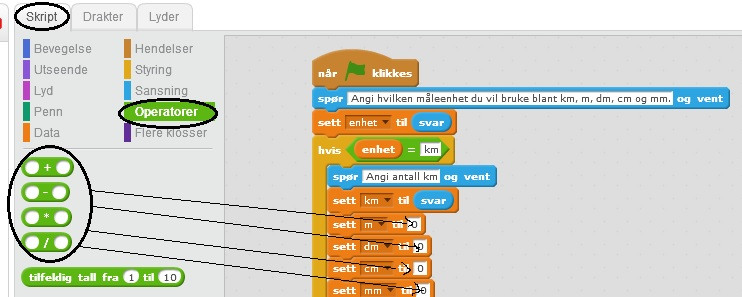 Skript Drakter Lyder
Bevegelse Hendelser
Utseende Styring
Lyd Sansning
Penn Operatorer
Data Flere klosser
+
-
*
/
tilfeldig tall fra 1 til 10
når klikkes
spør Angi hvilken måleenhet du vil bruke blant km, m, dm, cm og mm. og vent
sett enhet til svar
hvis enhet = km
spør Angi antall km og vent
sett km til svar
sett m til 0
sett dm til 0
sett cm til 0
sett mm til 0